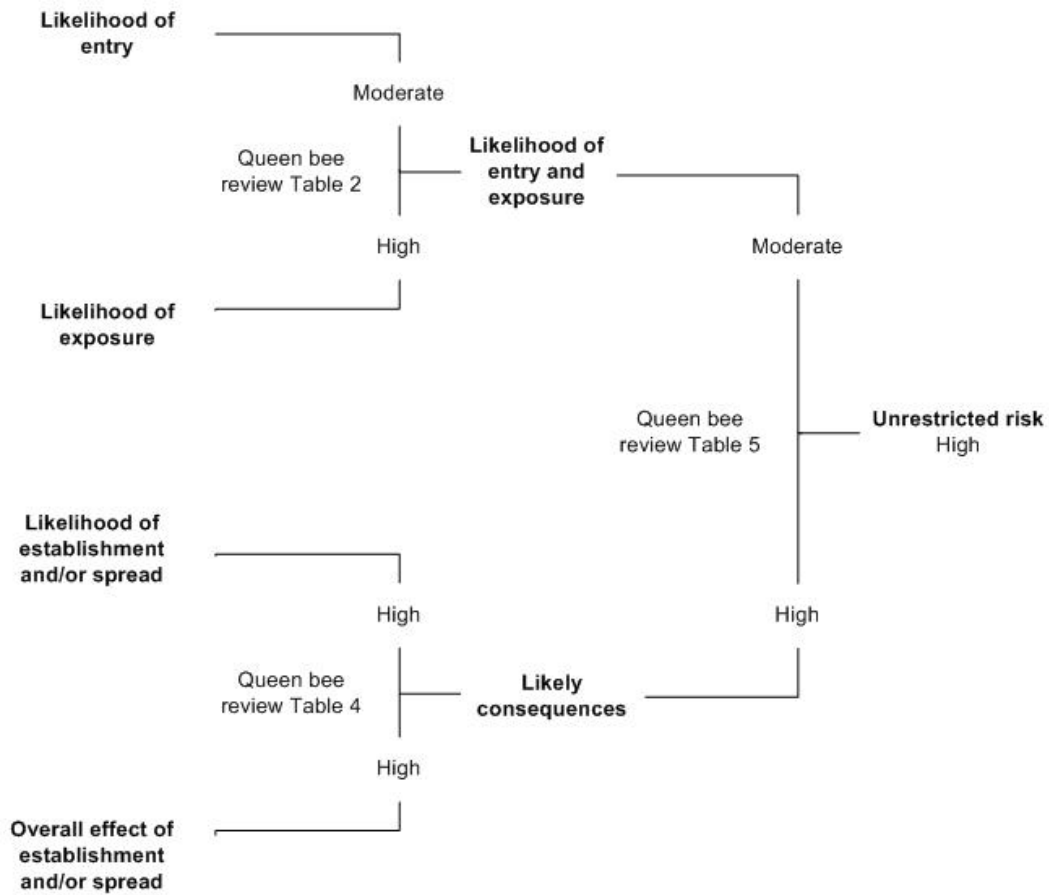 Likelihood of
entry
Moderate
Queen bee
review Table 2
Likelihood of
entry and
exposure
High
Moderate
Likelihood of
exposure
Queen bee
review Table 5
Unrestricted risk
High
Likelihood of
establishment
and/or spread
High
High
Queen bee
review Table 4
Likely
consequences
High
Overall effect of
establishment
and/or spread